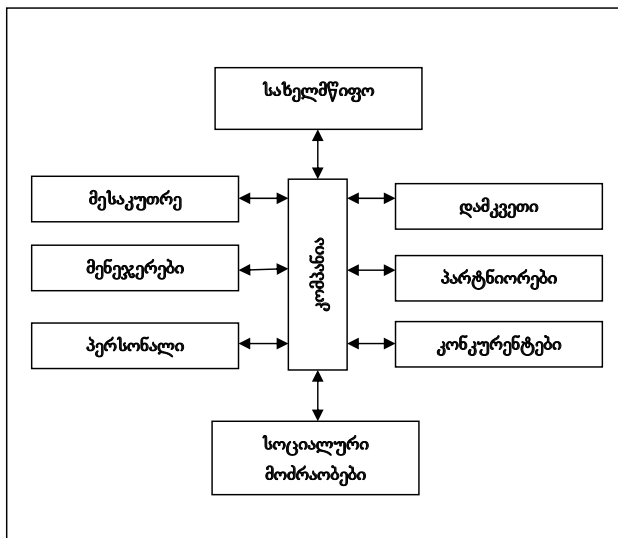 სახელმწიფო
მესაკუთრე
დამკვეთი
მენეჯერები
კომპანია
პარტნიორები
პერსონალი
კონკურენტები
სოციალური
მოძრაობები